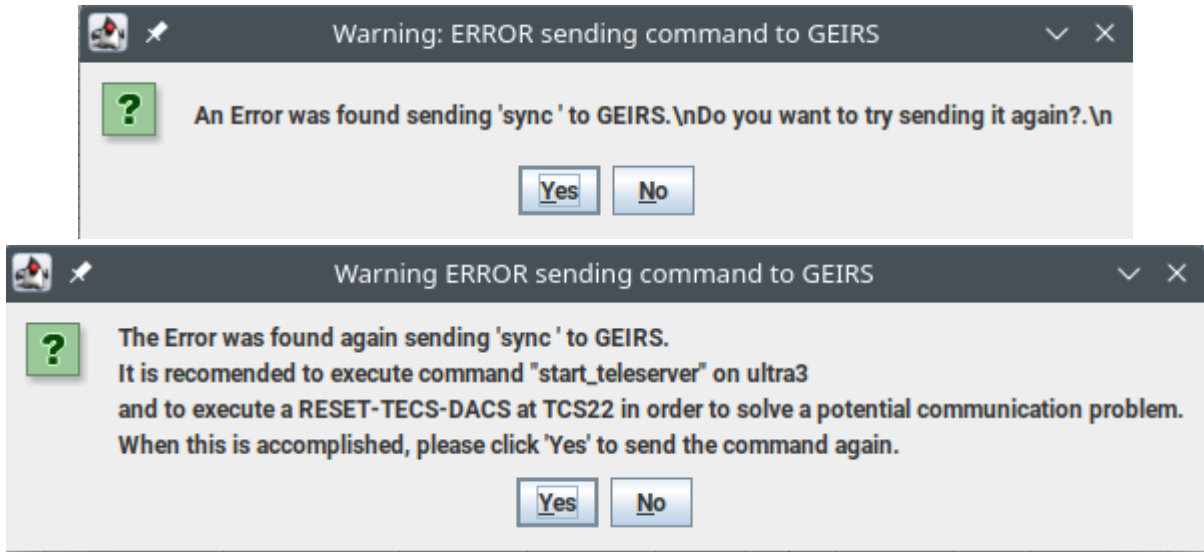 Warning: ERROR sending command to GEIRS
An Error was found sending 'sync ' to GEIRS.\nDo you want to try sending it again?.\n
Yes No
Warning ERROR sending command to GEIRS
The Error was found again sending 'sync ' to GEIRS.
It is recomended to execute command "start_teleserver" on ultra3
and to execute a RESET-TECS-DACS at TCS22 in order to solve a potential communication problem.
When this is accomplished, please click 'Yes' to send the command again.
Yes No